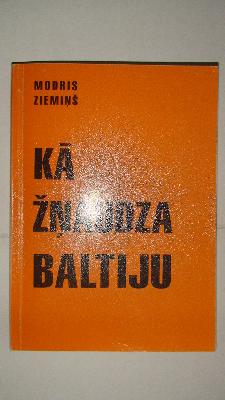 MODRIS
ZIEMIŅŠ
KĀ
ŽŅAUDZA
BALTIJU